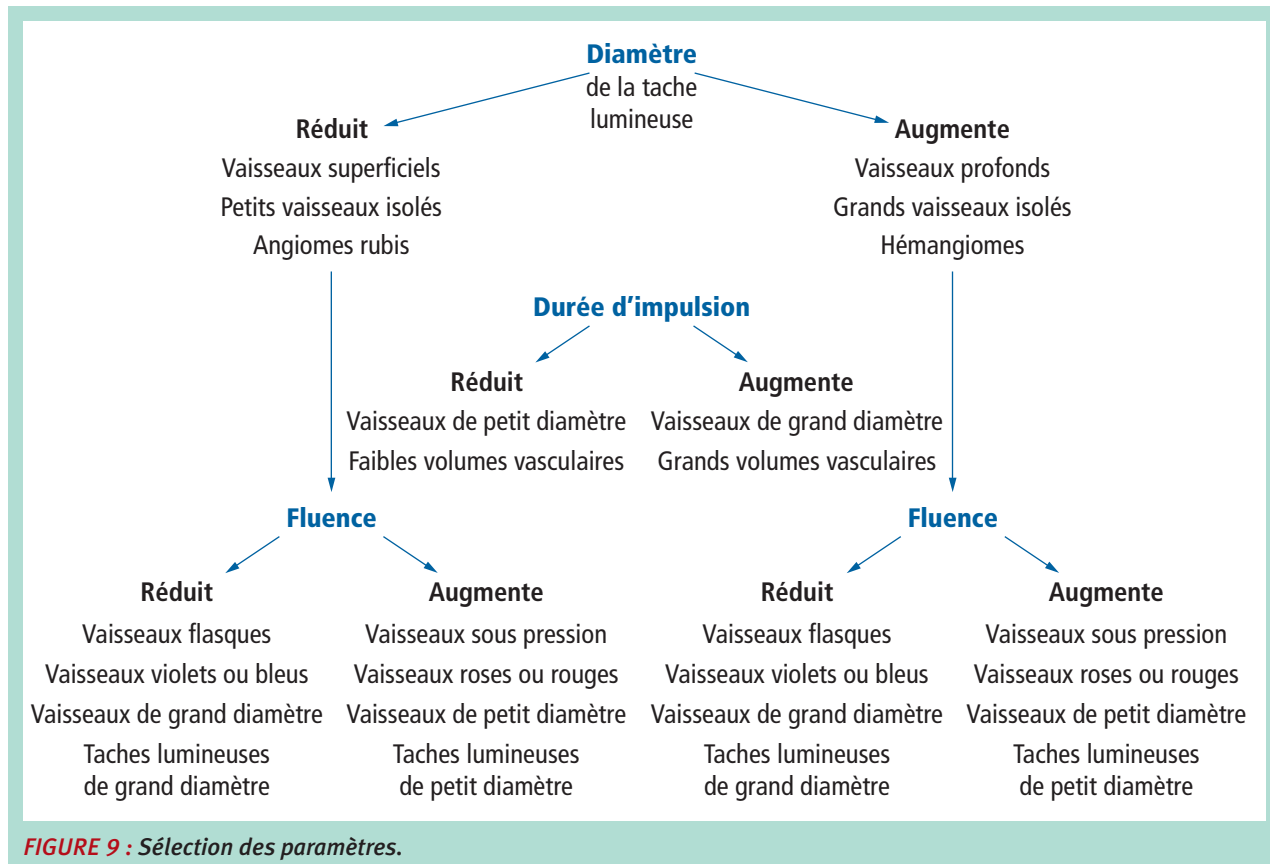 Diamètre
de la tache
lumineuse
Réduit
Vaisseaux superficiels
Petits vaisseaux isolés
Angiomes rubis
Augmente
Vaisseaux profonds
Grands vaisseaux isolés
Hémangiomes
Durée d’impulsion
Réduit
Vaisseaux de petit diamètre
Faibles volumes vasculaires
Augmente
Vaisseaux de grand diamètre
Grands volumes vasculaires
Fluence
Réduit
Vaisseaux flasques
Vaisseaux violets ou bleus
Vaisseaux de grand diamètre
Taches lumineuses
de grand diamètre
Augmente
Vaisseaux sous pression
Vaisseaux roses ou rouges
Vaisseaux de petit diamètre
Taches lumineuses
de petit diamètre
Fluence
Réduit
Vaisseaux flasques
Vaisseaux violets ou bleus
Vaisseaux de grand diamètre
Taches lumineuses
de grand diamètre
Augmente
Vaisseaux sous pression
Vaisseaux roses ou rouges
Vaisseaux de petit diamètre
Taches lumineuses
de petit diamètre
FIGURE 9 : Sélection des paramètres.